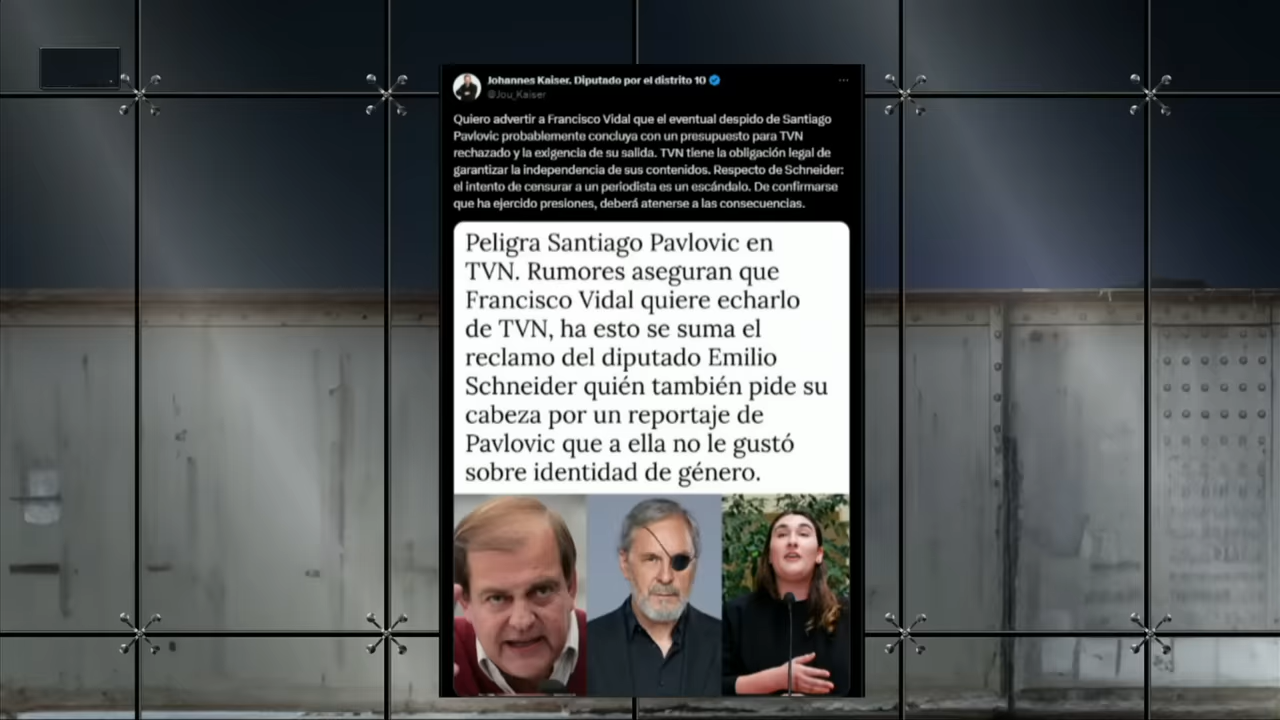 Johannes Kaiser. Diputado por el distrito 10
@Jou_Kaiser
Quiero advertir a Francisco Vidal que el eventual despido de Santiago
Pavlovic probablemente concluya con un presupuesto para TVN
rechazado y la exigencia de su salida. TVN tiene la obligación legal de
garantizar la independencia de sus contenidos. Respecto de Schneider:
el intento de censurar a un periodista es un escándalo. De confirmarse
que ha ejercido presiones, deberá atenerse a las consecuencias.
Peligra Santiago Pavlovic en
TVN. Rumores aseguran que
Francisco Vidal quiere echarlo
de TVN, ha esto se suma el
reclamo del diputado Emilio
Schneider quién también pide su
cabeza por un reportaje de
Pavlovic que a ella no le gustó
sobre identidad de género.